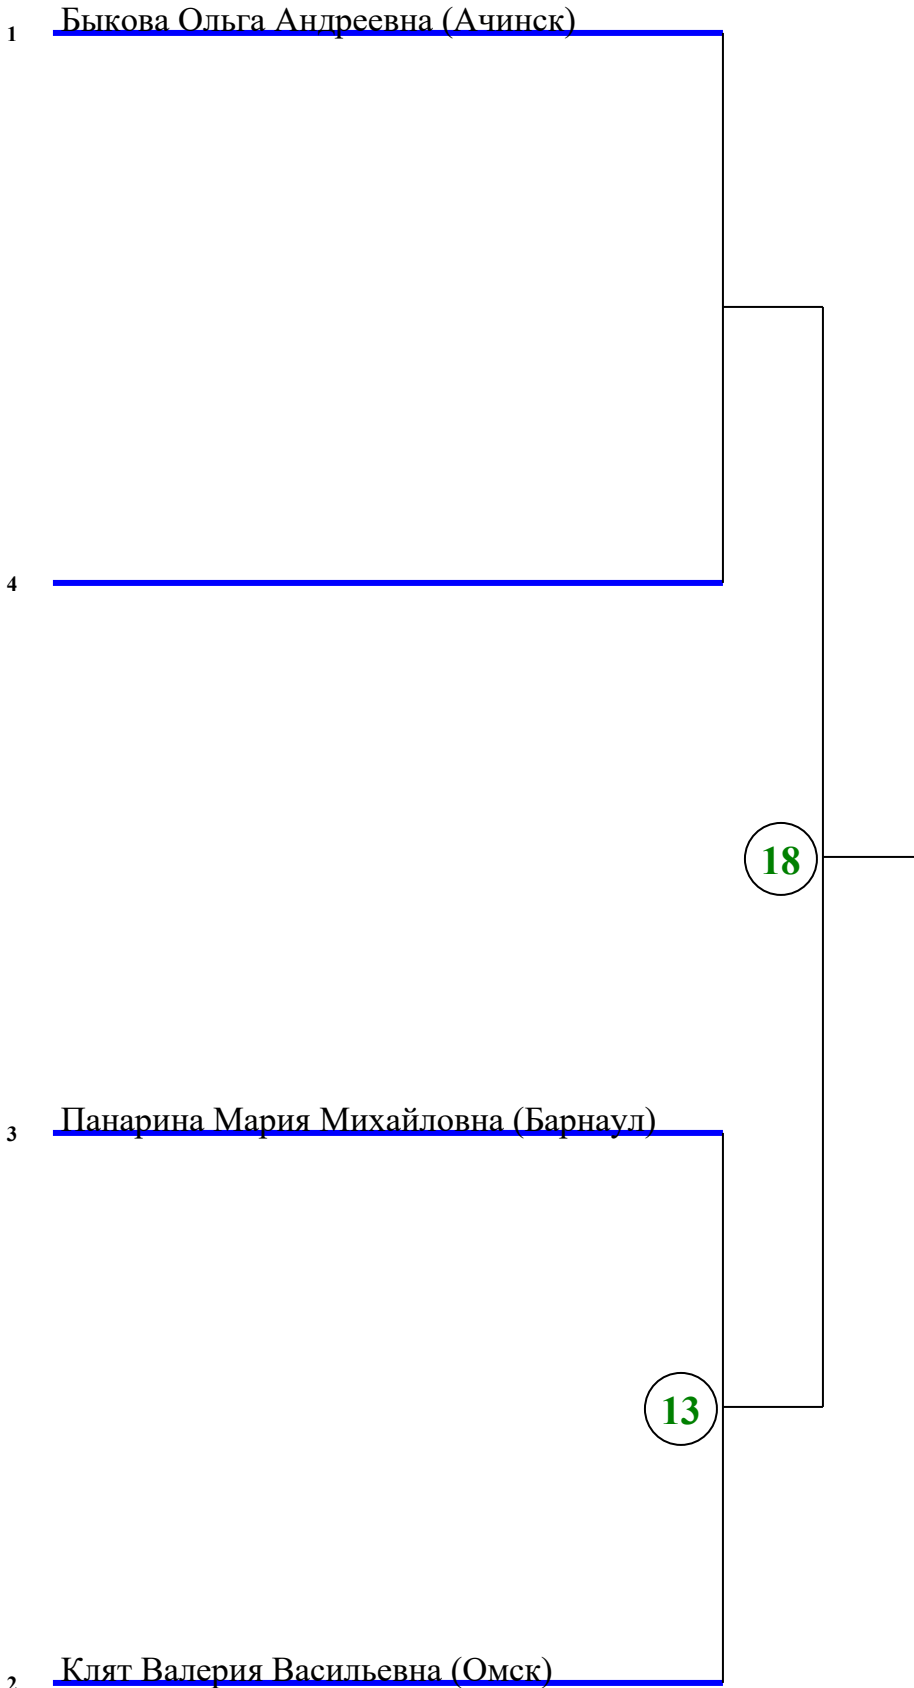 1 Быкова Ольга Андреевна (Ачинск)
4
18
3 Панарина Мария Михайловна (Барнаул)
13
2 Клят Валерия Васильевна (Омск)